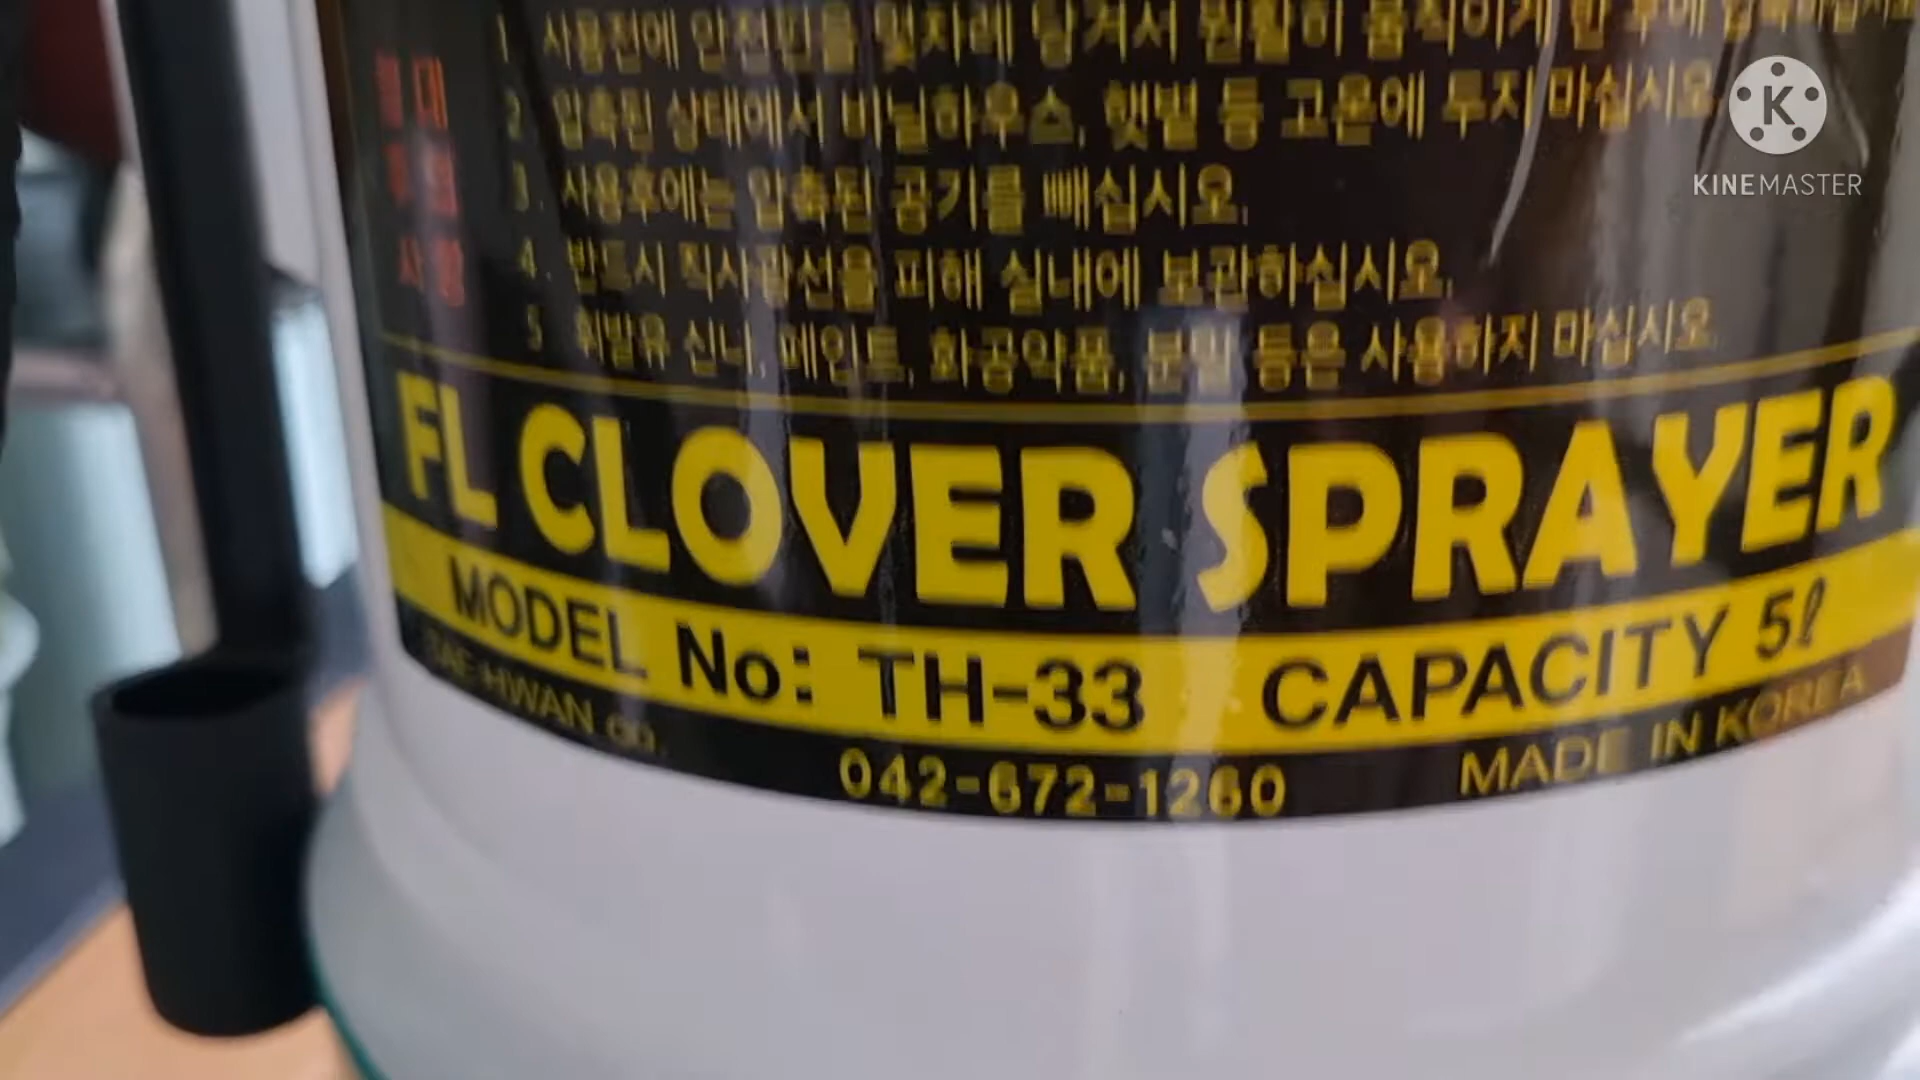 1. 사용전에 안전핀을 몇차례 당겨서 원활히 움직이게 한 후에 압축하십시오
2. 압축된 상태에서 비닐하우스, 햇볕 등 고온에 두지 마십시오.
3. 사용후에는 압축된 공기를 빼십시오.
4. 반드시 직사광선을 피해 실내에 보관하십시오.
5. 휘발유 신나, 페인트, 화공약품, 분말 등은 사용하지 마십시오.
절대
주의
사항
FL CLOVER SPRAYER
MODEL No: TH-33 CAPACITY 5ℓ
TAE-HWAN co.
042-672-1260
MADE IN KOREA
KINEMASTER